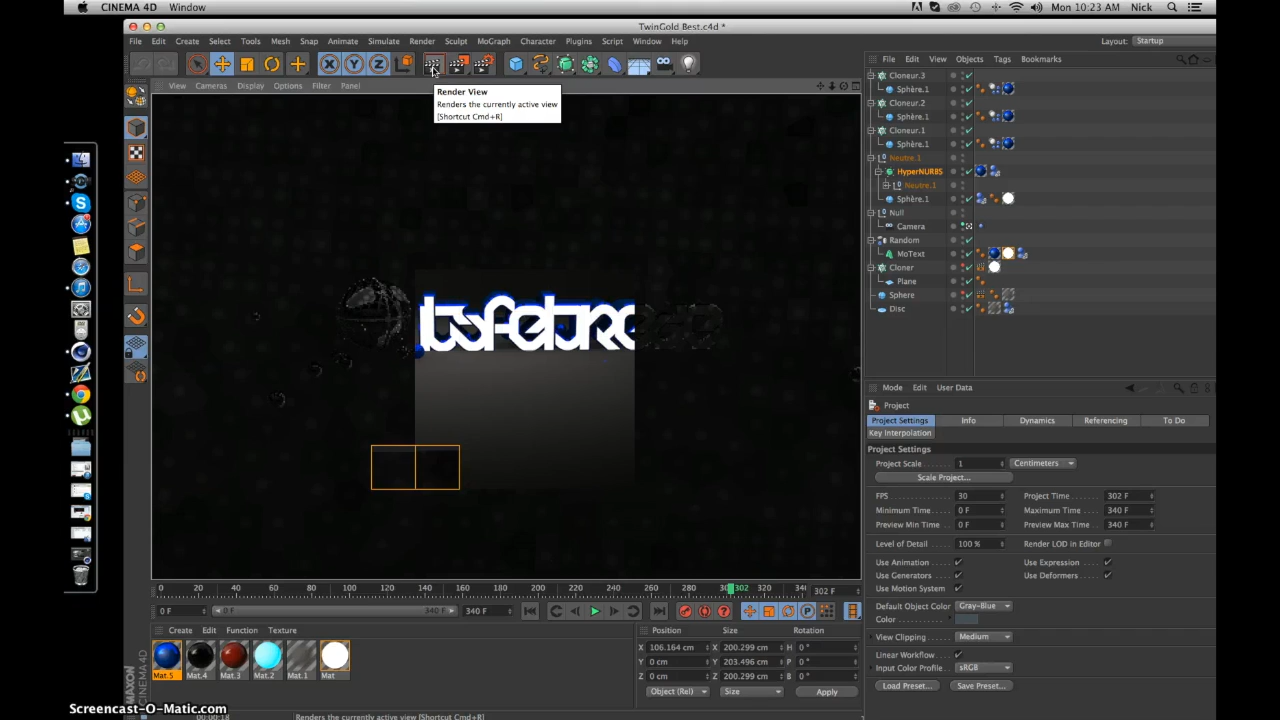 CINEMA 4D Window Mon 10:23 AM Nick
TwinGold Best.c4d *
File Edit Create Select Tools Mesh Snap Animate Simulate Render Sculpt MoGraph Character Plugins Script Window Help Layout: Startup
File Edit View Objects Tags Bookmarks
View Cameras Display Options Filter Panel
Cloneur.3
Sphère.1
Cloneur.2
Sphère.1
Cloneur.1
Sphère.1
Neutre.1
HyperNURBS
Neutre.1
Sphère.1
Null
Camera
Random
MoText
Cloner
Plane
Sphere
Disc
Render View
Renders the currently active view
[Shortcut Cmd+R]
Mode Edit User Data
Project
Project Settings Info Dynamics Referencing To Do
Key Interpolation
Project Settings
Project Scale 1 Centimeters
Scale Project...
FPS 30 Project Time 302 F
Minimum Time 0 F Maximum Time 340 F
Preview Min Time 0 F Preview Max Time 340 F
Level of Detail 100 % Render LOD in Editor
Use Animation Use Expression
Use Generators Use Deformers
Use Motion System
Default Object Color Gray-Blue
Color
View Clipping Medium
Linear Workflow
Input Color Profile sRGB
Load Preset... Save Preset...
0 20 40 60 80 100 120 140 160 180 200 220 240 260 280 302 320 302 F
0 F 0 F 340 F 340 F
Create Edit Function Texture
Mat.5 Mat.4 Mat.3 Mat.2 Mat.1 Mat
Position Size Rotation
X 106.164 cm X 200.299 cm H 0 °
Y 0 cm Y 203.496 cm P 0 °
Z 0 cm Z 200.299 cm B 0 °
Object (Rel) Size Apply
MAXON
CINEMA 4D
Screencast-O-Matic.com
00:00:18 Renders the currently active view [Shortcut Cmd+R]